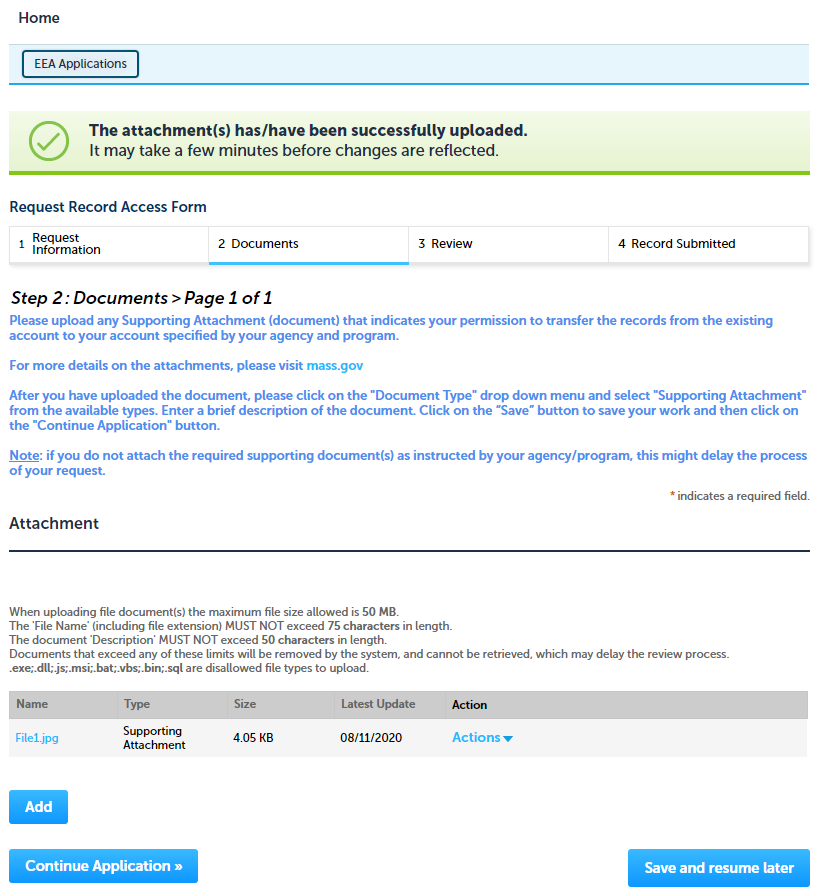 Home
EEA Applications
The attachment(s) has/have been successfully uploaded.
It may take a few minutes before changes are reflected.
Request Record Access Form
1 Request Information
2 Documents
3 Review
4 Record Submitted
Step 2: Documents > Page 1 of 1
Please upload any Supporting Attachment (document) that indicates your permission to transfer the records from the existing
account to your account specified by your agency and program.
For more details on the attachments, please visit mass.gov
After you have uploaded the document, please click on the "Document Type" drop down menu and select "Supporting Attachment"
from the available types. Enter a brief description of the document. Click on the “Save” button to save your work and then click on
the "Continue Application" button.
Note: if you do not attach the required supporting document(s) as instructed by your agency/program, this might delay the process
of your request.
* indicates a required field.
Attachment
When uploading file document(s) the maximum file size allowed is 50 MB.
The 'File Name' (including file extension) MUST NOT exceed 75 characters in length.
The document 'Description' MUST NOT exceed 50 characters in length.
Documents that exceed any of these limits will be removed by the system, and cannot be retrieved, which may delay the review process.
.exe;.dll;.js;.msi;.bat;.vbs;.bin;.sql are disallowed file types to upload.
Name Type Size Latest Update Action
File1.jpg Supporting Attachment 4.05 KB 08/11/2020 Actions
Add
Continue Application »
Save and resume later